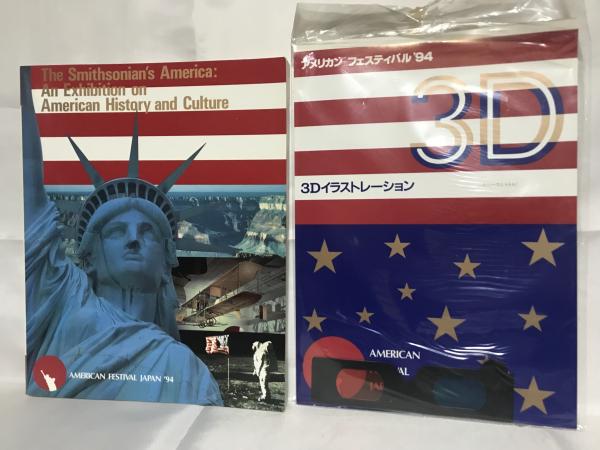 The Smithsonian's America:
An Exhibition on
American History and Culture
AMERICAN FESTIVAL JAPAN '94
アメリカン フェスティバル '94
3D
3Dイラストレーション
AMERICAN